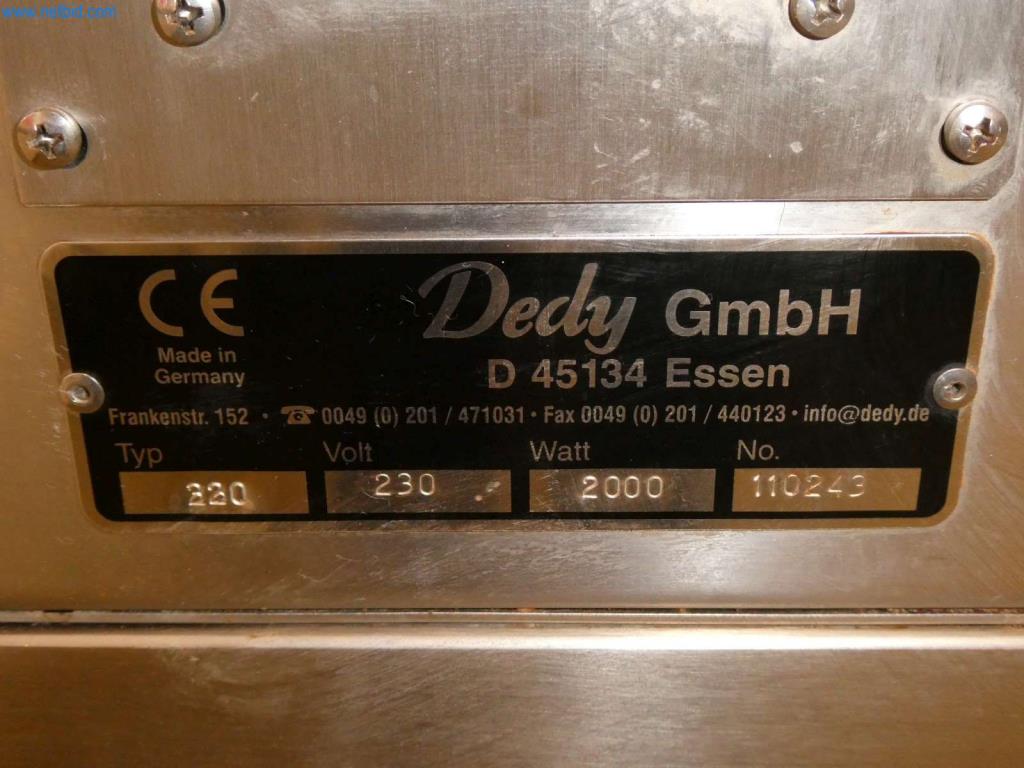 www.netbid.com
CE
Dedy GmbH
Made in
Germany
D 45134 Essen
Frankenstr. 152 · ☎ 0049 (0) 201 / 471031 · Fax 0049 (0) 201 / 440123 · info@dedy.de
Typ Volt Watt No.
220 230 2000 110243